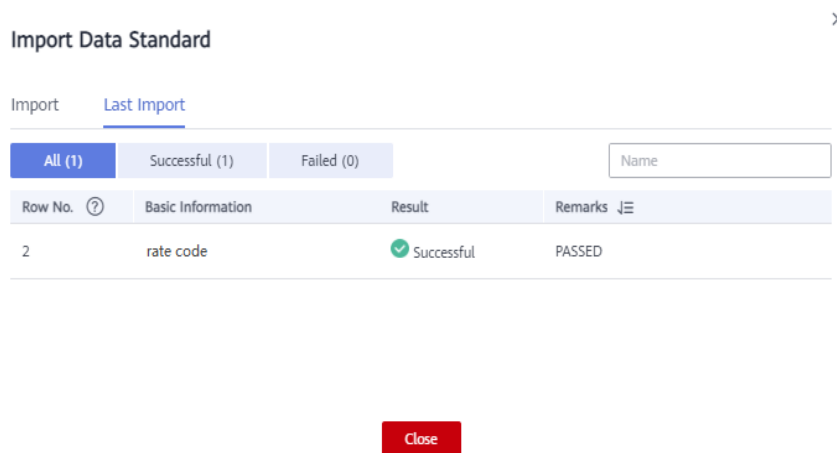 Import Data Standard
Import Last Import
All (1) Successful (1) Failed (0) Name
Row No. ? Basic Information Result Remarks
2 rate code Successful PASSED
Close